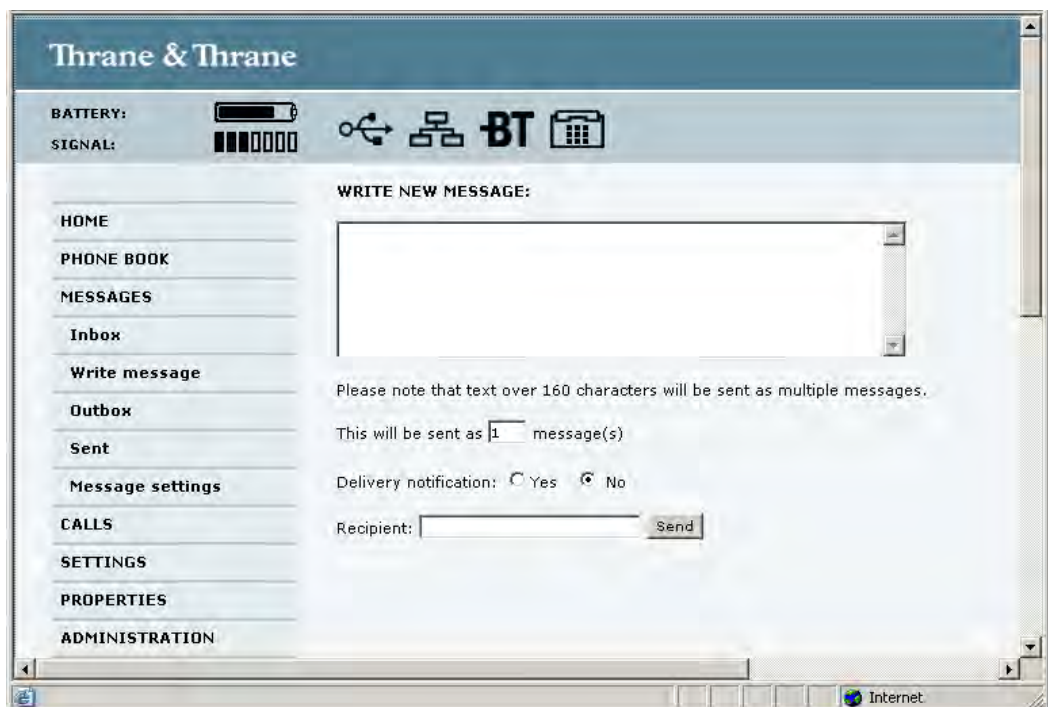 Thrane & Thrane
BATTERY:
SIGNAL:
BT
WRITE NEW MESSAGE:
HOME
PHONE BOOK
MESSAGES
Inbox
Write message
Outbox
Sent
Message settings
CALLS
SETTINGS
PROPERTIES
ADMINISTRATION
Please note that text over 160 characters will be sent as multiple messages.
This will be sent as 1 message(s)
Delivery notification: Yes No
Recipient: Send
Internet